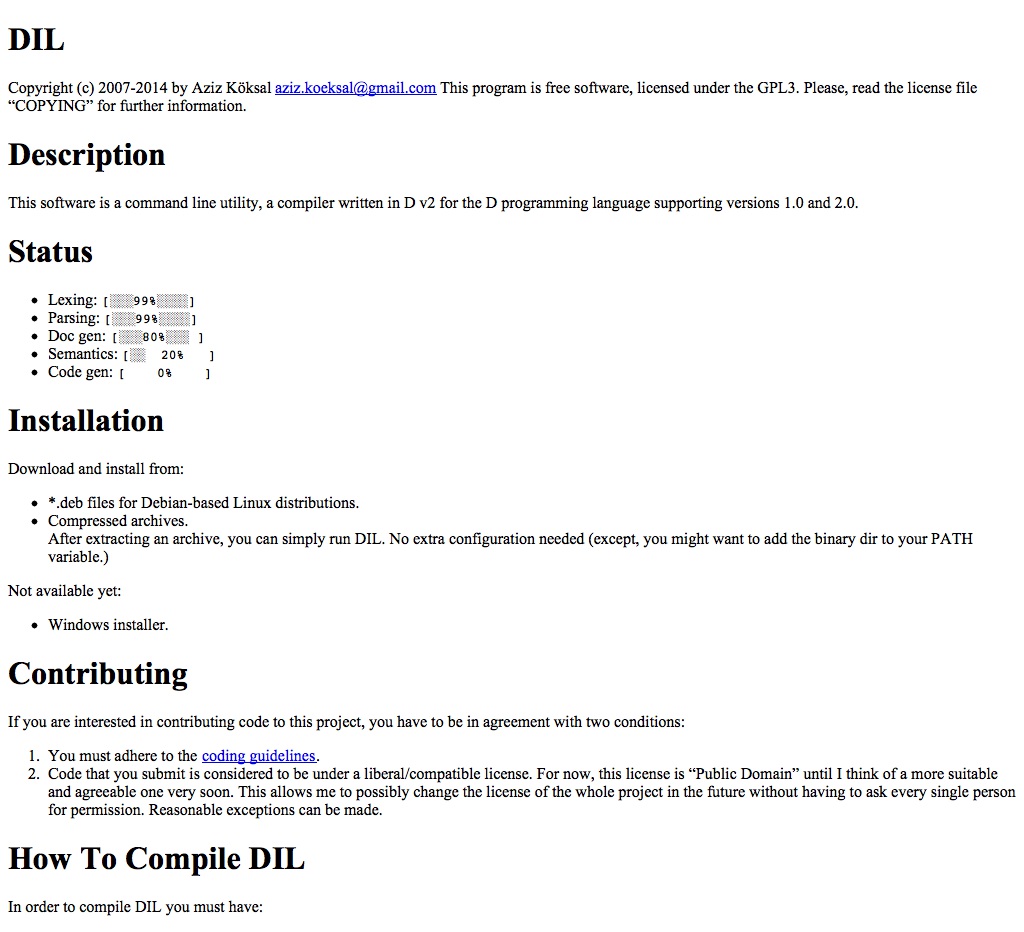 DIL
Copyright (c) 2007-2014 by Aziz Köksal aziz.koeksal@gmail.com This program is free software, licensed under the GPL3. Please, read the license file
“COPYING” for further information.
Description
This software is a command line utility, a compiler written in D v2 for the D programming language supporting versions 1.0 and 2.0.
Status
• Lexing: [░░░99%░░░░]
• Parsing: [░░░99%░░░░]
• Doc gen: [░░░80%░░░ ]
• Semantics: [░░  20%   ]
• Code gen: [    0%    ]
Installation
Download and install from:
• *.deb files for Debian-based Linux distributions.
• Compressed archives.
After extracting an archive, you can simply run DIL. No extra configuration needed (except, you might want to add the binary dir to your PATH
variable.)
Not available yet:
• Windows installer.
Contributing
If you are interested in contributing code to this project, you have to be in agreement with two conditions:
1. You must adhere to the coding guidelines.
2. Code that you submit is considered to be under a liberal/compatible license. For now, this license is “Public Domain” until I think of a more suitable
and agreeable one very soon. This allows me to possibly change the license of the whole project in the future without having to ask every single person
for permission. Reasonable exceptions can be made.
How To Compile DIL
In order to compile DIL you must have: